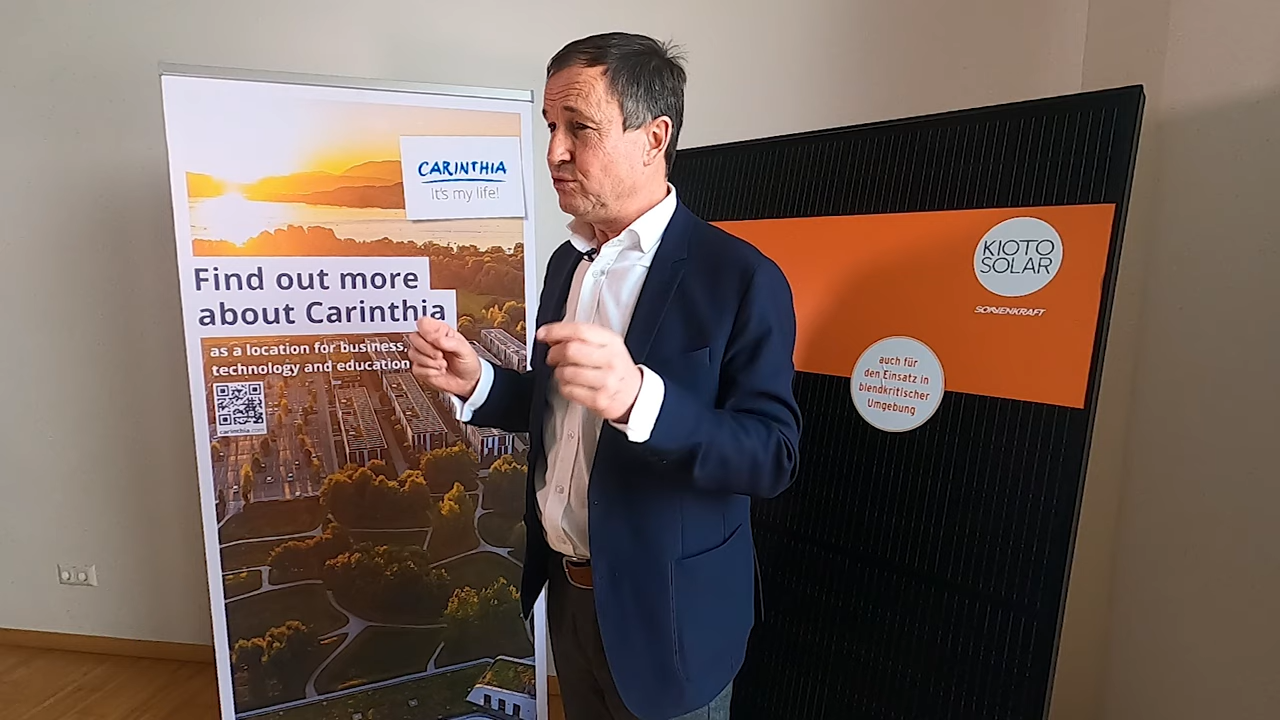 CARINTHIA
it's my life!
Find out more
about Carinthia
as a location for business,
technology and education
carinthia.com
KIOTO
SOLAR
SONNENKRAFT
auch für
den Einsatz in
blendkritischer
Umgebung